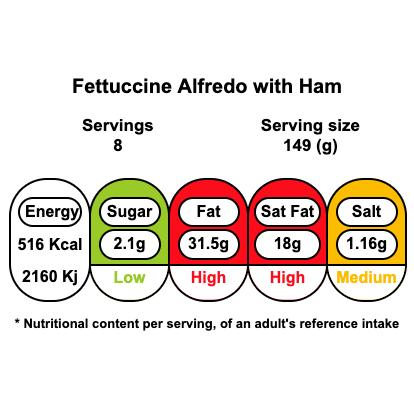 Fettuccine Alfredo with Ham
Servings Serving size
8 149 (g)
Energy Sugar Fat Sat Fat Salt
516 Kcal 2.1g 31.5g 18g 1.16g
2160 Kj Low High High Medium
* Nutritional content per serving, of an adult's reference intake